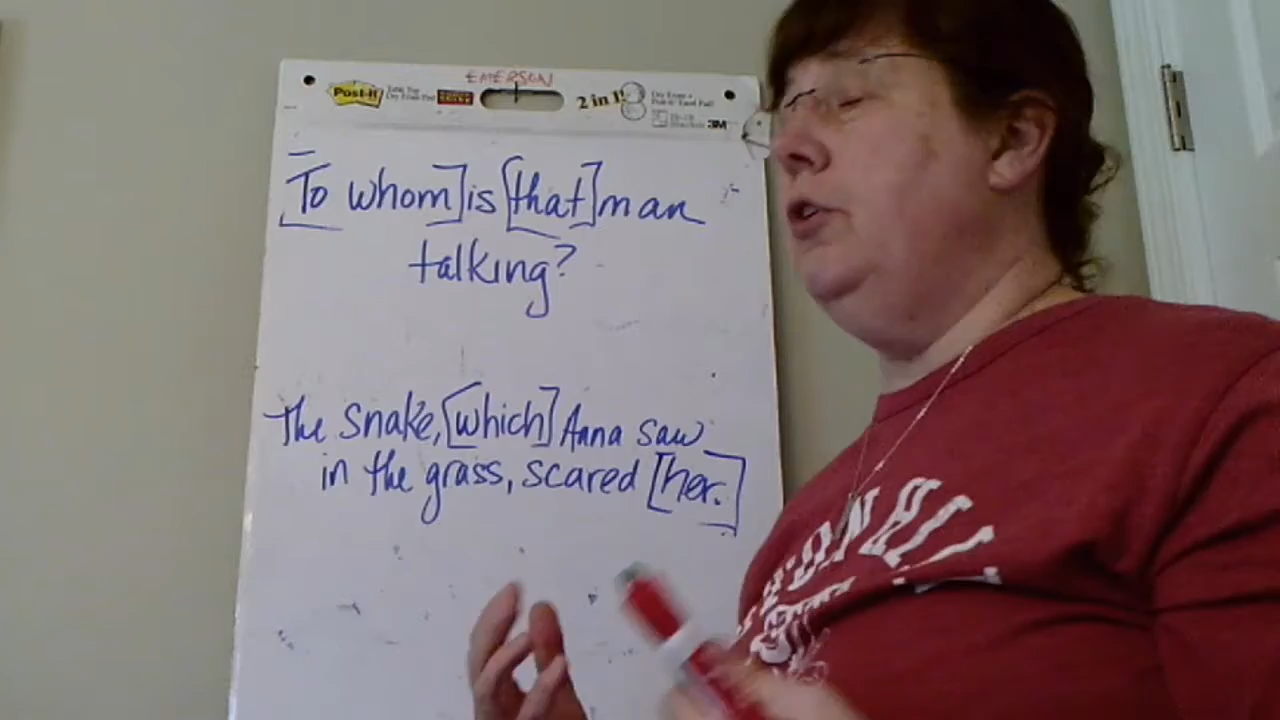 EMERSON
Post-it
2 in 1!
3M
[To whom] is [that] man
talking?
The snake, [which] Anna saw
in the grass, scared [her.]